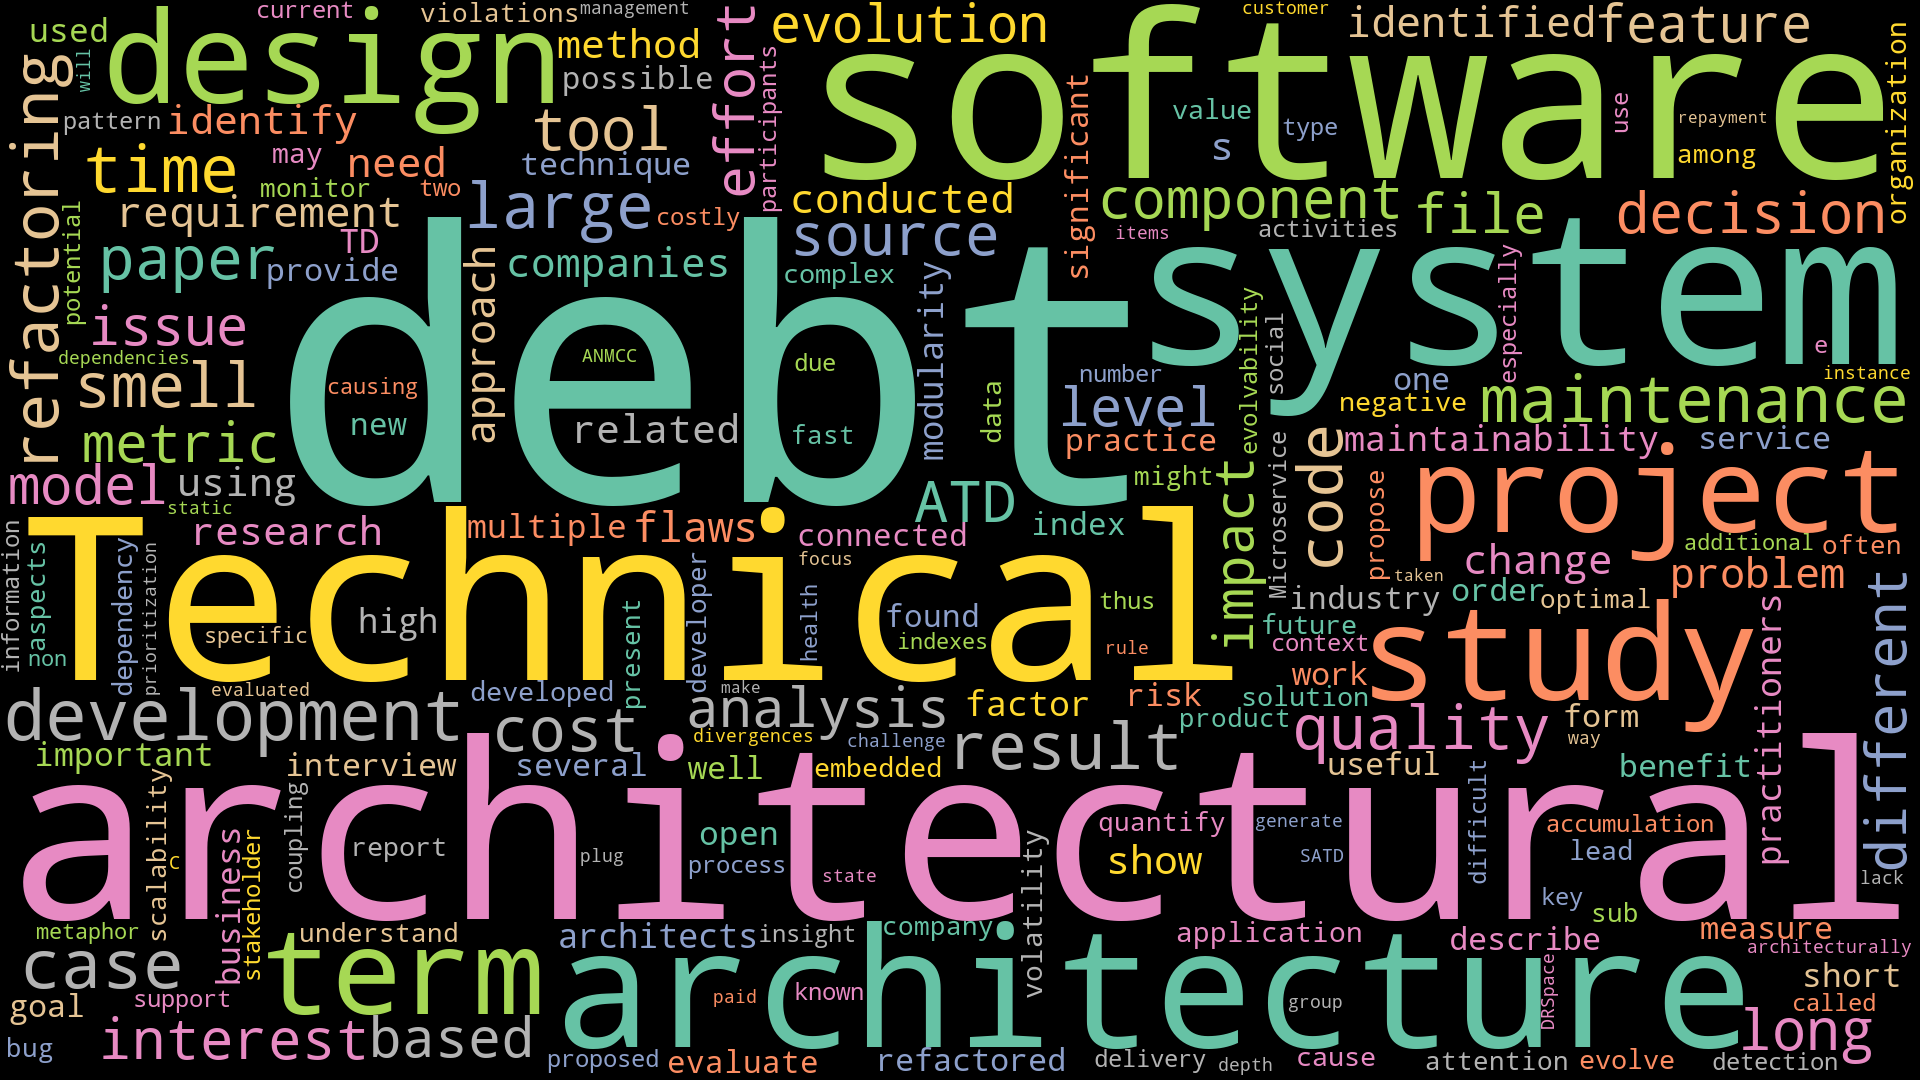 current
violations
management
customer
used
design
method
evolution
software
identified
feature
will
possible
effort
participants
refactoring
pattern
identify
tool
significant
value
type
s
use
repayment
among
organization
time
may
need
technique
monitor
two
large
conducted
component
file
decision
requirement
costly
source
items
activities
potential
paper
TD
provide
approach
companies
complex
modularity
system
especially
issue
debt
evolvability
social
dependencies
ANMCC
due
number
e
smell
causing
data
level
one
instance
new
related
fast
negative
maintenance
metric
practice
code
maintainability
service
model
using
might
impact
Microservice
propose
project
static
ATD
index
research
multiple
flaws
connected
change
additional
often
information
aspects
dependency
prioritization
Technical
focus
taken
problem
different
health
thus
industry
order
optimal
high
present
developer
found
future
study
practitioners
specific
indexes
rule
context
non
evaluated
developed
make
work
development
cost
analysis
factor
risk
solution
product
quality
form
divergences
challenge
result
way
important
interview
several
well
embedded
useful
benefit
scalability
coupling
architectural
difficult
business
stakeholder
open
quantify
generate
accumulation
report
plug
process
show
SATD
lead
C
state
volatility
lack
key
sub
metaphor
understand
architects
insight
company
application
describe
measure
architecturally
case
term
architecture
DRSpace
short
goal
support
paid
known
group
called
bug
interest
based
long
proposed
evaluate
refactored
delivery
depth
cause
attention
evolve
detection